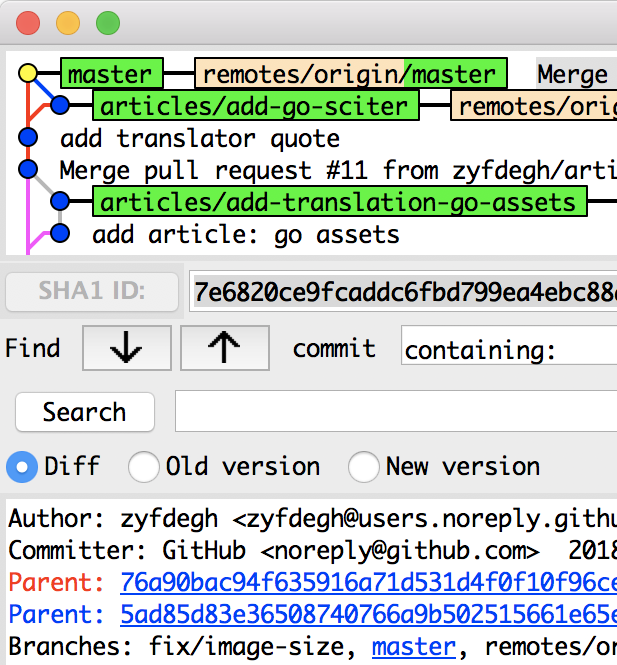 master remotes/origin/master Merge
articles/add-go-sciter remotes/orig
add translator quote
Merge pull request #11 from zyfdegh/arti
articles/add-translation-go-assets
add article: go assets
SHA1 ID: 7e6820ce9fcaddc6fbd799ea4ebc88
Find commit containing:
Search
Diff Old version New version
Author: zyfdegh <zyfdegh@users.noreply.githu
Committer: GitHub <noreply@github.com> 2018
Parent: 76a90bac94f635916a71d531d4f0f10f96ce
Parent: 5ad85d83e36508740766a9b502515661e65e
Branches: fix/image-size, master, remotes/or